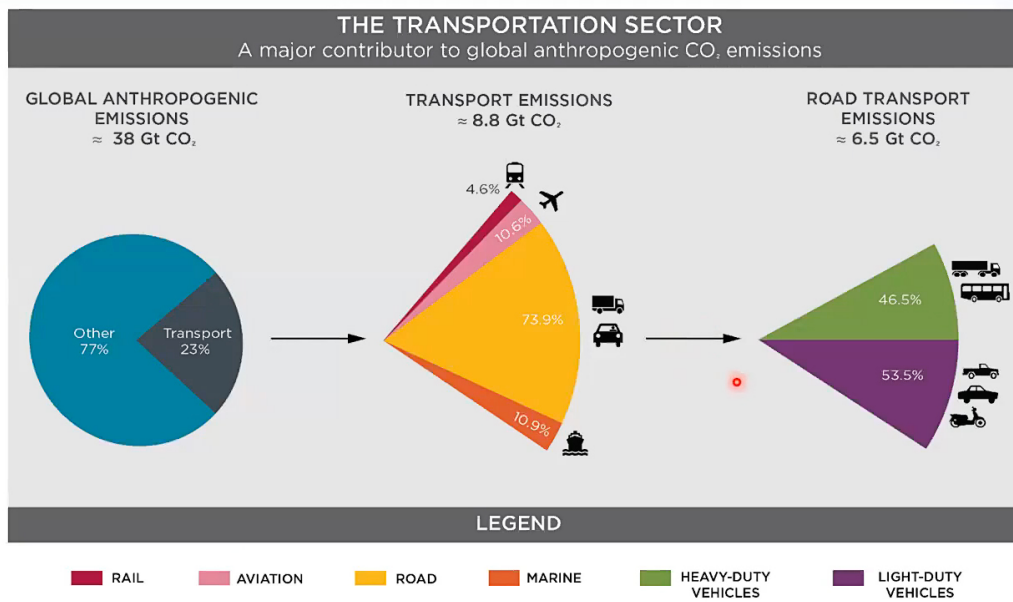 THE TRANSPORTATION SECTOR
A major contributor to global anthropogenic CO₂ emissions
GLOBAL ANTHROPOGENIC
EMISSIONS
≈ 38 Gt CO₂
Other
77%
Transport
23%
TRANSPORT EMISSIONS
≈ 8.8 Gt CO₂
4.6%
10.6%
73.9%
10.9%
ROAD TRANSPORT
EMISSIONS
≈ 6.5 Gt CO₂
46.5%
53.5%
LEGEND
RAIL
AVIATION
ROAD
MARINE
HEAVY-DUTY
VEHICLES
LIGHT-DUTY
VEHICLES